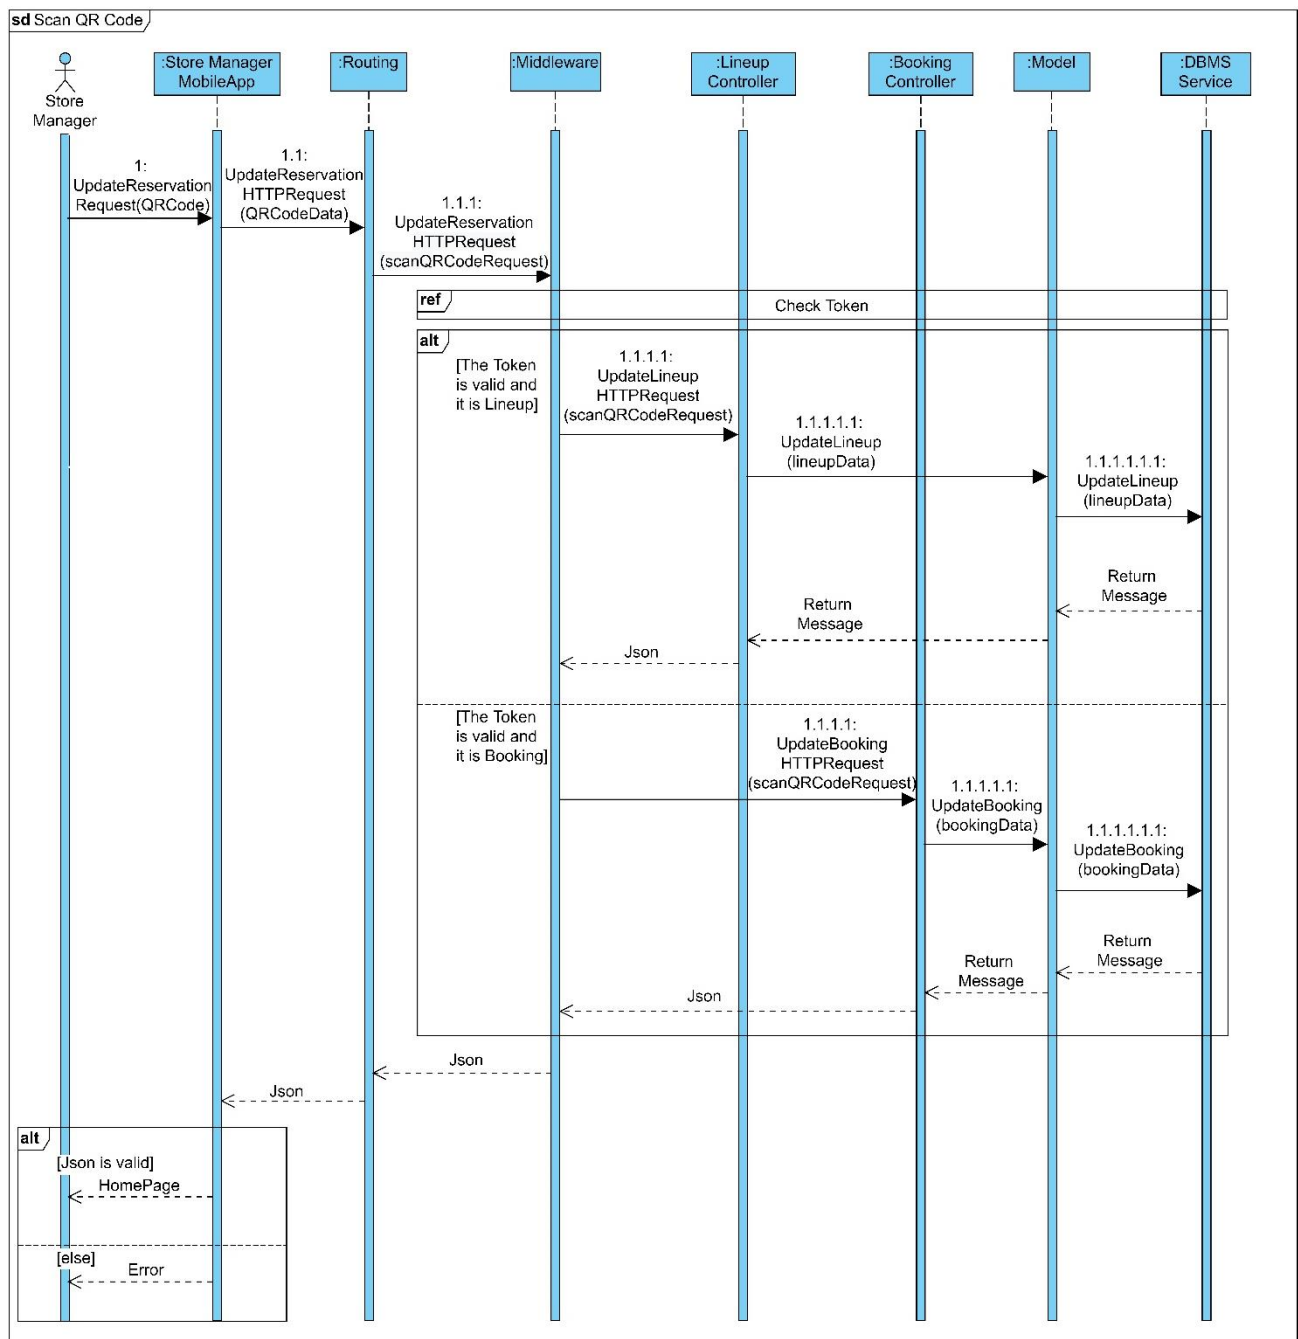 sd Scan QR Code
Store
Manager
:Store Manager
MobileApp
:Routing
:Middleware
:Lineup
Controller
:Booking
Controller
:Model
:DBMS
Service
1:
UpdateReservation
Request(QRCode)
1.1:
UpdateReservation
HTTPRequest
(QRCodeData)
1.1.1:
UpdateReservation
HTTPRequest
(scanQRCodeRequest)
ref
Check Token
alt
[The Token
is valid and
it is Lineup]
1.1.1.1:
UpdateLineup
HTTPRequest
(scanQRCodeRequest)
1.1.1.1.1:
UpdateLineup
(lineupData)
1.1.1.1.1.1:
UpdateLineup
(lineupData)
Return
Message
Return
Message
Json
[The Token
is valid and
it is Booking]
1.1.1.1:
UpdateBooking
HTTPRequest
(scanQRCodeRequest)
1.1.1.1.1:
UpdateBooking
(bookingData)
1.1.1.1.1.1:
UpdateBooking
(bookingData)
Return
Message
Return
Message
Json
Json
Json
alt
[Json is valid]
HomePage
[else]
Error